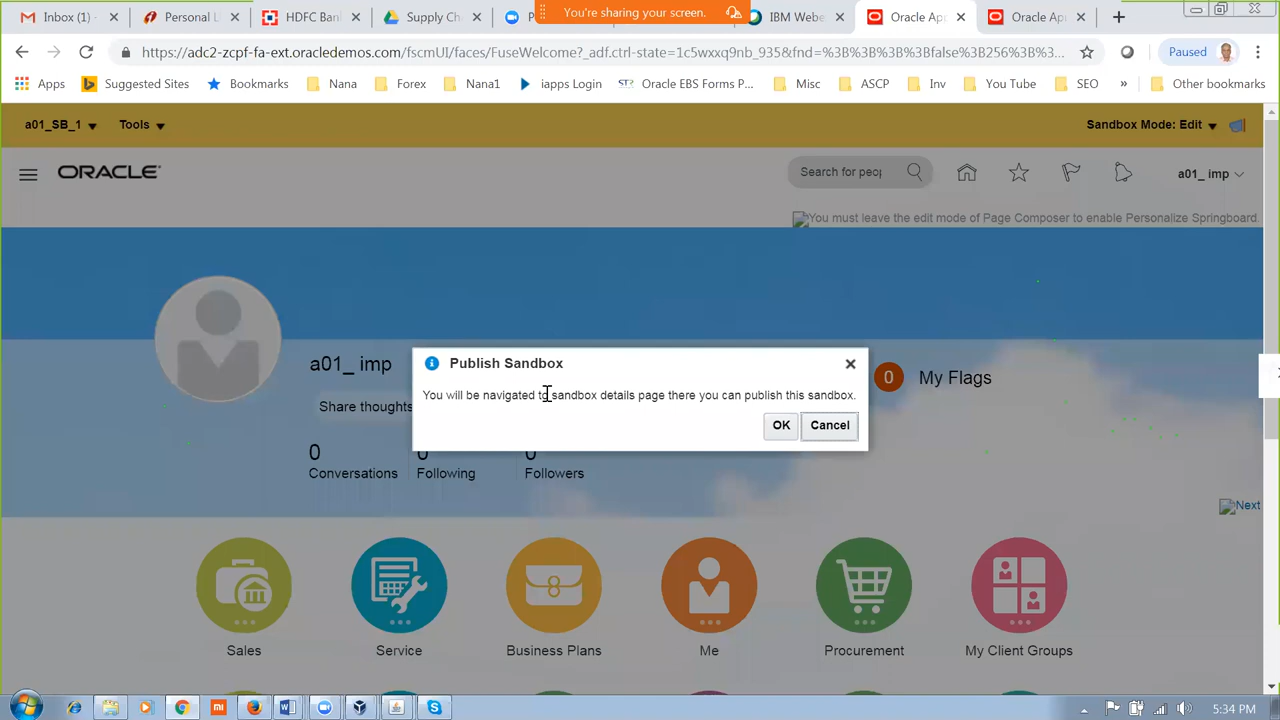 Inbox (1)
Personal L
HDFC Ban
Supply Ch
You're sharing your screen.
IBM Webe
Oracle App
Oracle Ap
https://adc2-zcpf-fa-ext.oracledemos.com/fscmUI/faces/FuseWelcome?_adf.ctrl-state=1c5wxxq9nb_935&fnd=%3B%3B%3B%3Bfalse%3B256%3B%3...
Paused
Apps
Suggested Sites
Bookmarks
Nana
Forex
Nana1
iapps Login
Oracle EBS Forms P...
Misc
ASCP
Inv
You Tube
SEO
»
Other bookmarks
a01_SB_1
Tools
Sandbox Mode: Edit
ORACLE
Search for peop
a01_ imp
You must leave the edit mode of Page Composer to enable Personalize Springboard.
a01_ imp
Share thoughts
0
Conversations
Following
0
Followers
0
My Flags
Publish Sandbox
You will be navigated to sandbox details page there you can publish this sandbox.
OK
Cancel
Next
Sales
Service
Business Plans
Me
Procurement
My Client Groups
5:34 PM